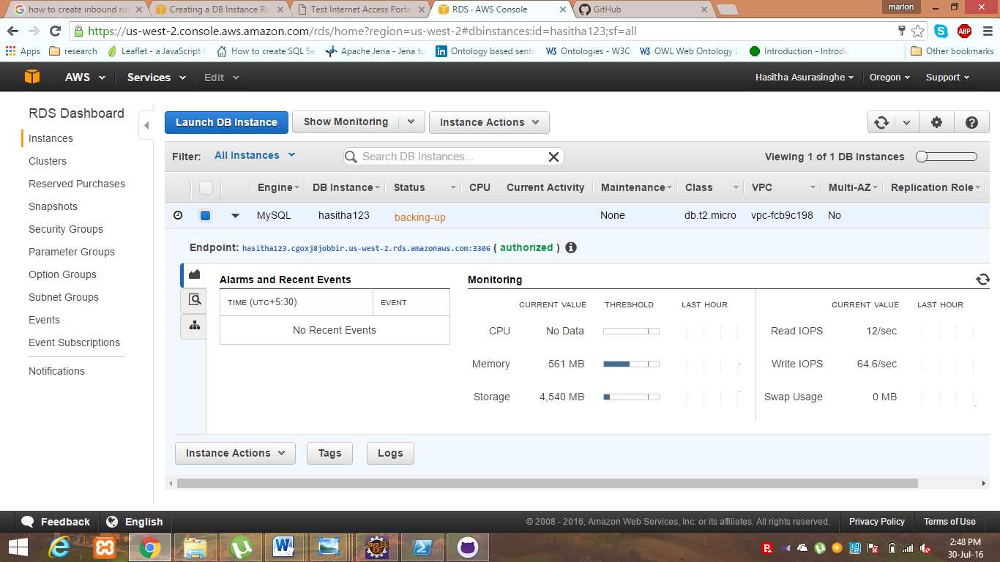 how to create inbound rul
Creating a DB Instance Ru
Test Internet Access Porta
RDS · AWS Console
GitHub
marlon
https://us-west-2.console.aws.amazon.com/rds/home?region=us-west-2#dbinstances:id=hasitha123;sf=all
ABP
Apps
research
Leaflet - a JavaScript
How to create SQL Se
Apache Jena - Jena tu
Ontology based senti
W3 Ontologies - W3C
W3 OWL Web Ontology
Introduction - Introdu
Other bookmarks
AWS
Services
Edit
Hasitha Asurasinghe
Oregon
Support
RDS Dashboard
Instances
Clusters
Reserved Purchases
Snapshots
Security Groups
Parameter Groups
Option Groups
Subnet Groups
Events
Event Subscriptions
Notifications
Launch DB Instance
Show Monitoring
Instance Actions
Filter: All Instances
Search DB Instances...
Viewing 1 of 1 DB Instances
Engine DB Instance Status CPU Current Activity Maintenance Class VPC Multi-AZ Replication Role
MySQL hasitha123 backing-up None db.t2.micro vpc-fcb9c198 No
Endpoint: hasitha123.cgoxj8jobbir.us-west-2.rds.amazonaws.com:3306 ( authorized )
Alarms and Recent Events
TIME (UTC+5:30) EVENT
No Recent Events
Monitoring
CURRENT VALUE THRESHOLD LAST HOUR CURRENT VALUE LAST HOUR
CPU No Data Read IOPS 12/sec
Memory 561 MB Write IOPS 64.6/sec
Storage 4,540 MB Swap Usage 0 MB
Instance Actions
Tags
Logs
Feedback
English
© 2008 - 2016, Amazon Web Services, Inc. or its affiliates. All rights reserved.
Privacy Policy
Terms of Use
Java EE
IDE
2:48 PM
30-Jul-16